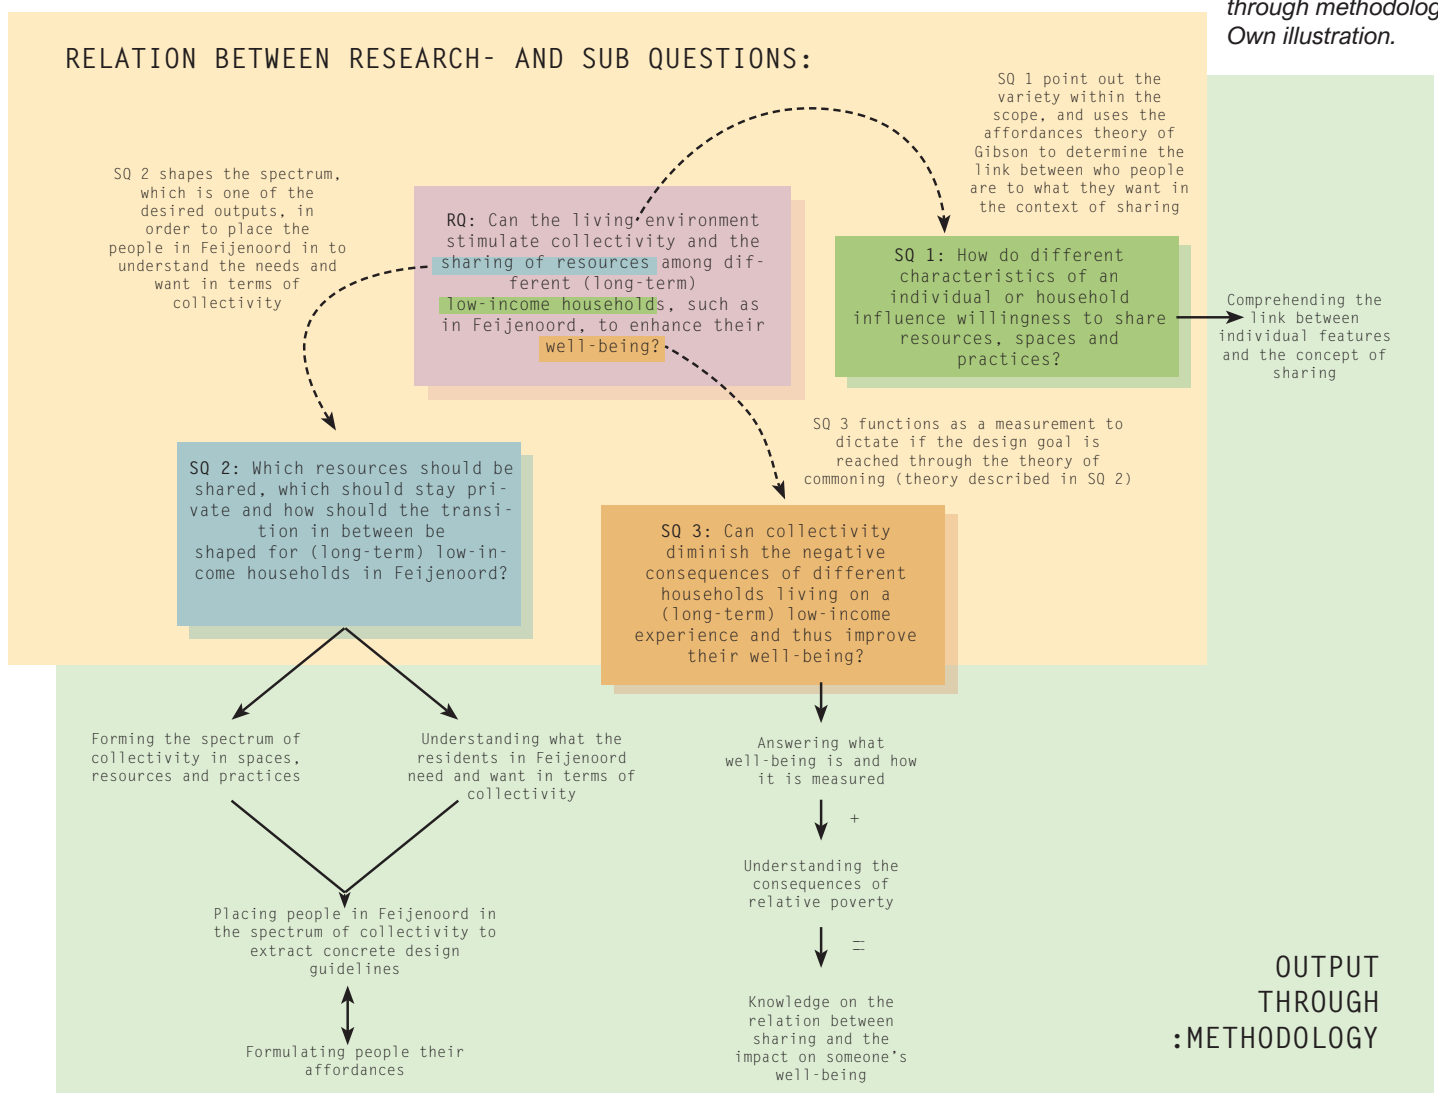 through methodolog
Own illustration.
RELATION BETWEEN RESEARCH- AND SUB QUESTIONS:
SQ 1 point out the
variety within the
scope, and uses the
affordances theory of
Gibson to determine the
link between who people
are to what they want in
the context of sharing
SQ 2 shapes the spectrum,
which is one of the
desired outputs, in
order to place the
people in Feijenoord in to
understand the needs and
want in terms of
collectivity
RQ: Can the living environment
stimulate collectivity and the
sharing of resources among dif-
ferent (long-term)
low-income households, such as
in Feijenoord, to enhance their
well-being?
SQ 1: How do different
characteristics of an
individual or household
influence willingness to share
resources, spaces and
practices?
Comprehending the
link between
individual features
and the concept of
sharing
SQ 3 functions as a measurement to
dictate if the design goal is
reached through the theory of
commoning (theory described in SQ 2)
SQ 2: Which resources should be
shared, which should stay pri-
vate and how should the transi-
tion in between be
shaped for (long-term) low-in-
come households in Feijenoord?
SQ 3: Can collectivity
diminish the negative
consequences of different
households living on a
(long-term) low-income
experience and thus improve
their well-being?
Forming the spectrum of
collectivity in spaces,
resources and practices
Understanding what the
residents in Feijenoord
need and want in terms of
collectivity
Placing people in Feijenoord in
the spectrum of collectivity to
extract concrete design
guidelines
Formulating people their
affordances
Answering what
well-being is and how
it is measured
+
Understanding the
consequences of
relative poverty
=
Knowledge on the
relation between
sharing and the
impact on someone's
well-being
OUTPUT
THROUGH
:METHODOLOGY